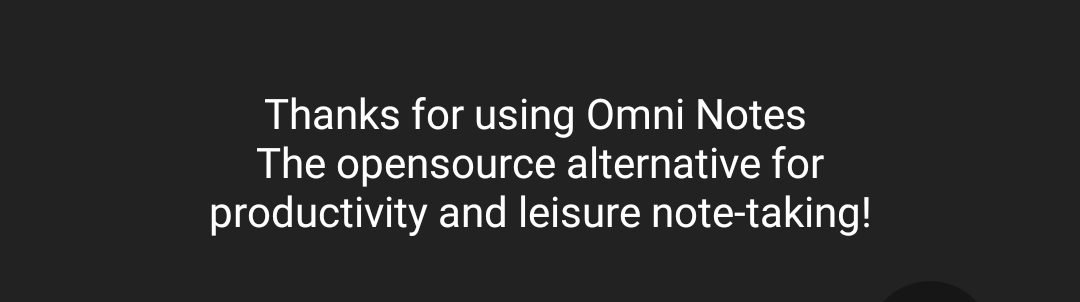 Thanks for using Omni Notes
The opensource alternative for
productivity and leisure note-taking!